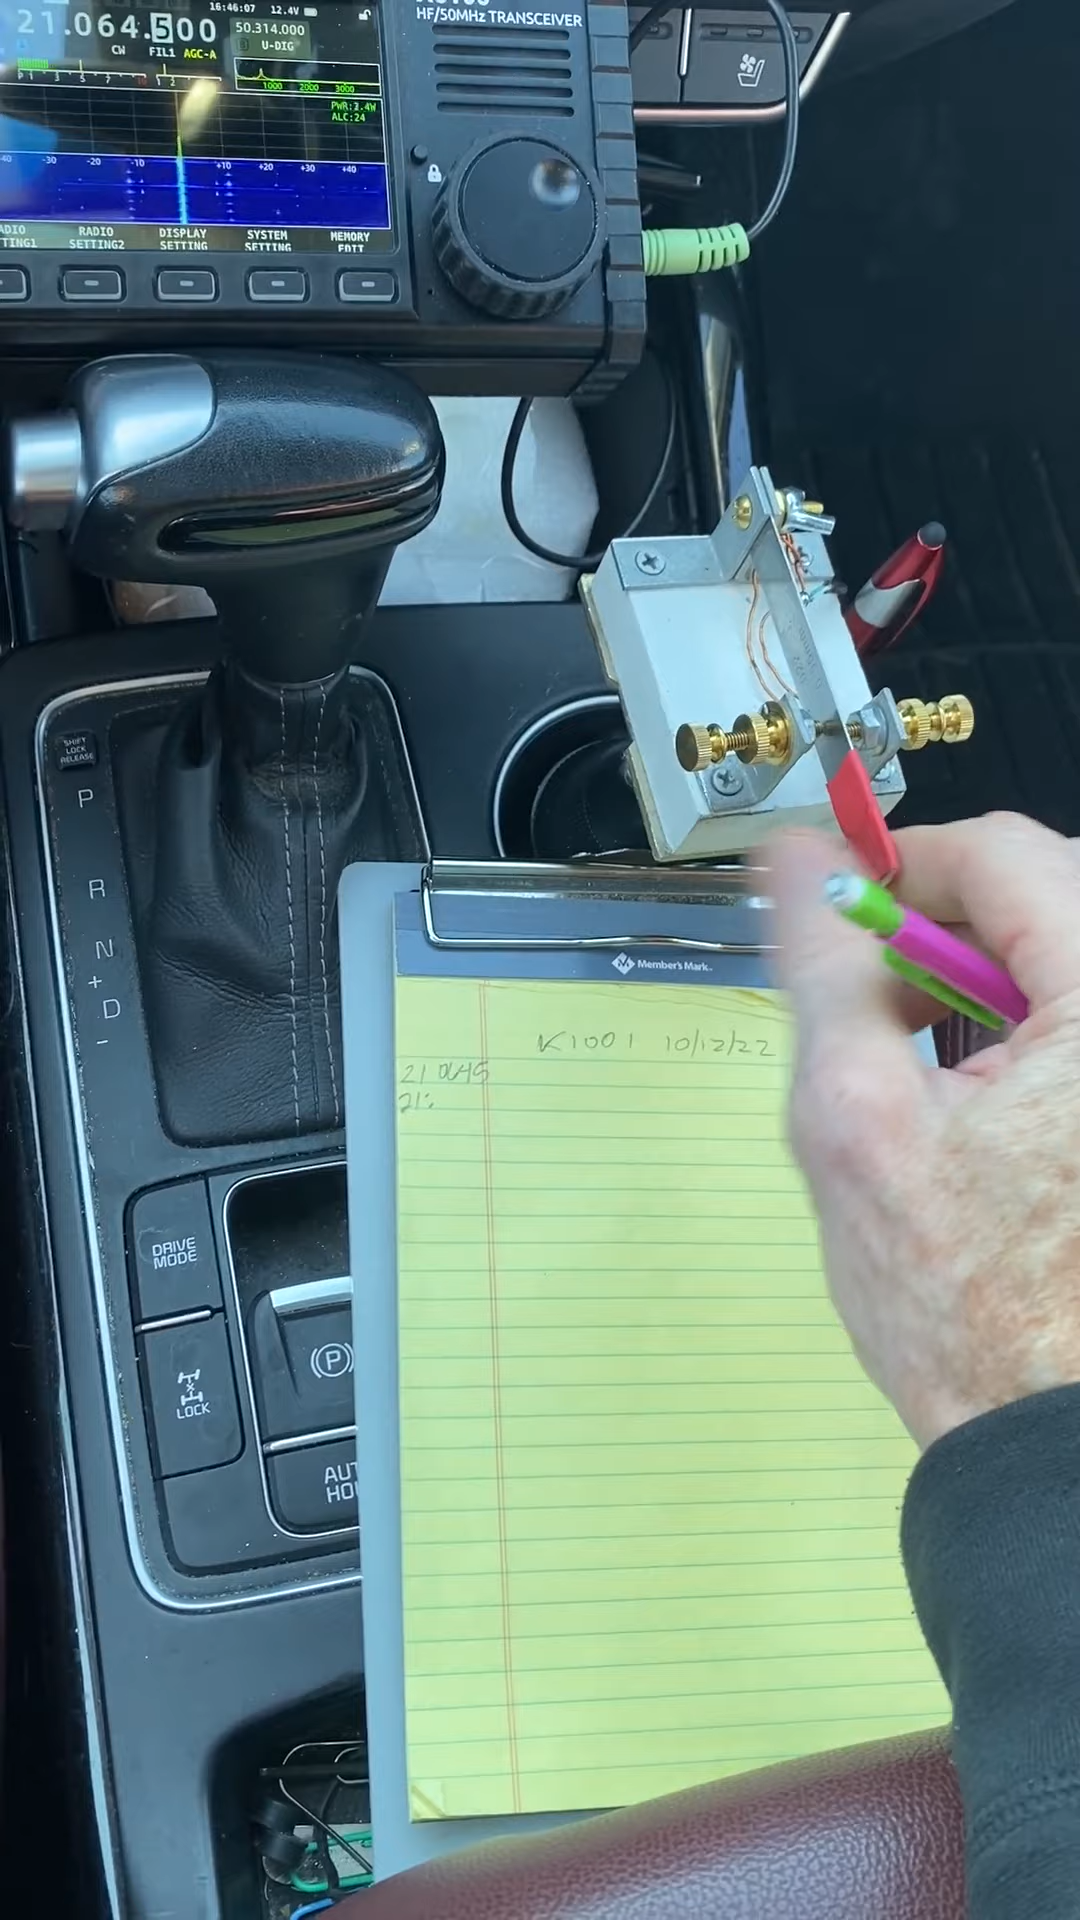 16:46:07 12.4V
21.064.500
50.314.000
CW FIL1 AGC-A
U-DIG
HF/50MHz TRANSCEIVER
1000 2000 3000
PWR:2.4W
ALC:24
-30 -20 -10 +10 +20 +30 +40
RADIO SETTING2
DISPLAY SETTING
SYSTEM SETTING
MEMORY EDIT
SHIFT
LOCK
RELEASE
P
R
N
+
D
-
Member's Mark
K1001 10/12/22
21 0645
21:
DRIVE
MODE
P
LOCK